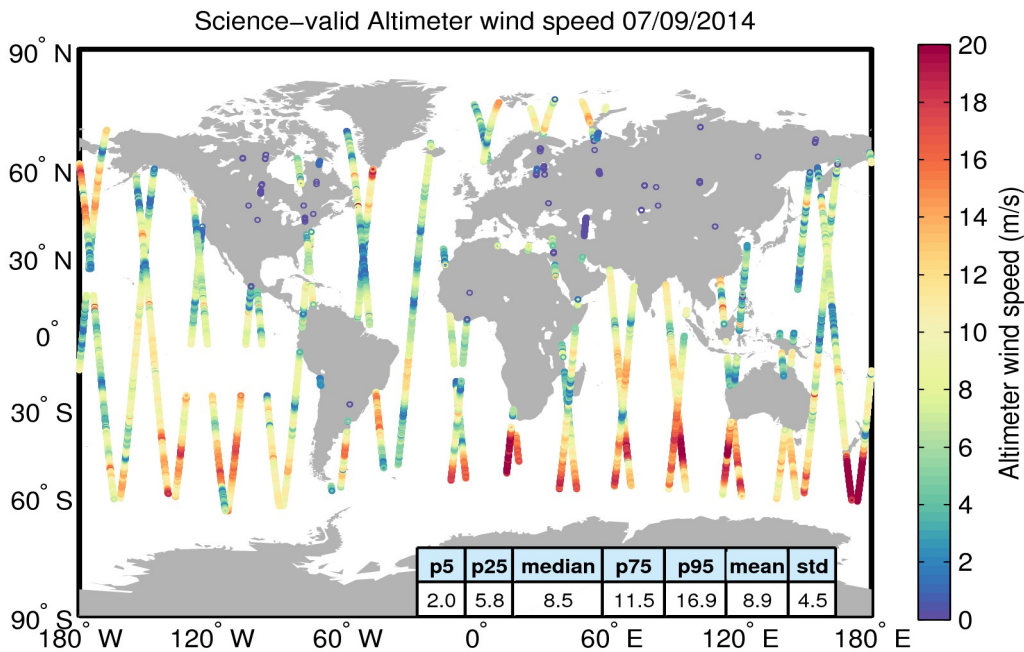 Science−valid Altimeter wind speed 07/09/2014
90° N
60° N
30° N
0°
30° S
60° S
90° S
180° W
120° W
60° W
0°
60° E
120° E
180° E
p5 p25 median p75 p95 mean std
2.0 5.8 8.5 11.5 16.9 8.9 4.5
20
18
16
14
12
10
8
6
4
2
0
Altimeter wind speed (m/s)